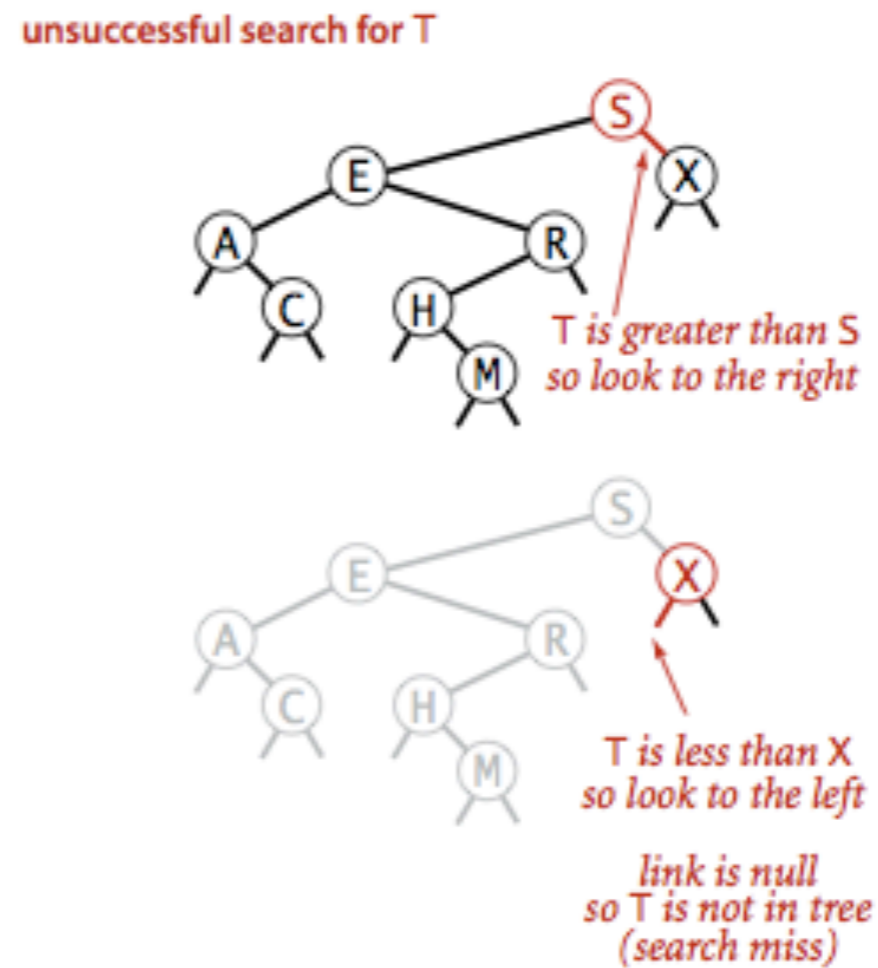 unsuccessful search for T
S
E
X
A
R
C
H
T is greater than S
M
so look to the right
S
E
X
A
R
C
H
M
T is less than X
so look to the left
link is null
so T is not in tree
(search miss)